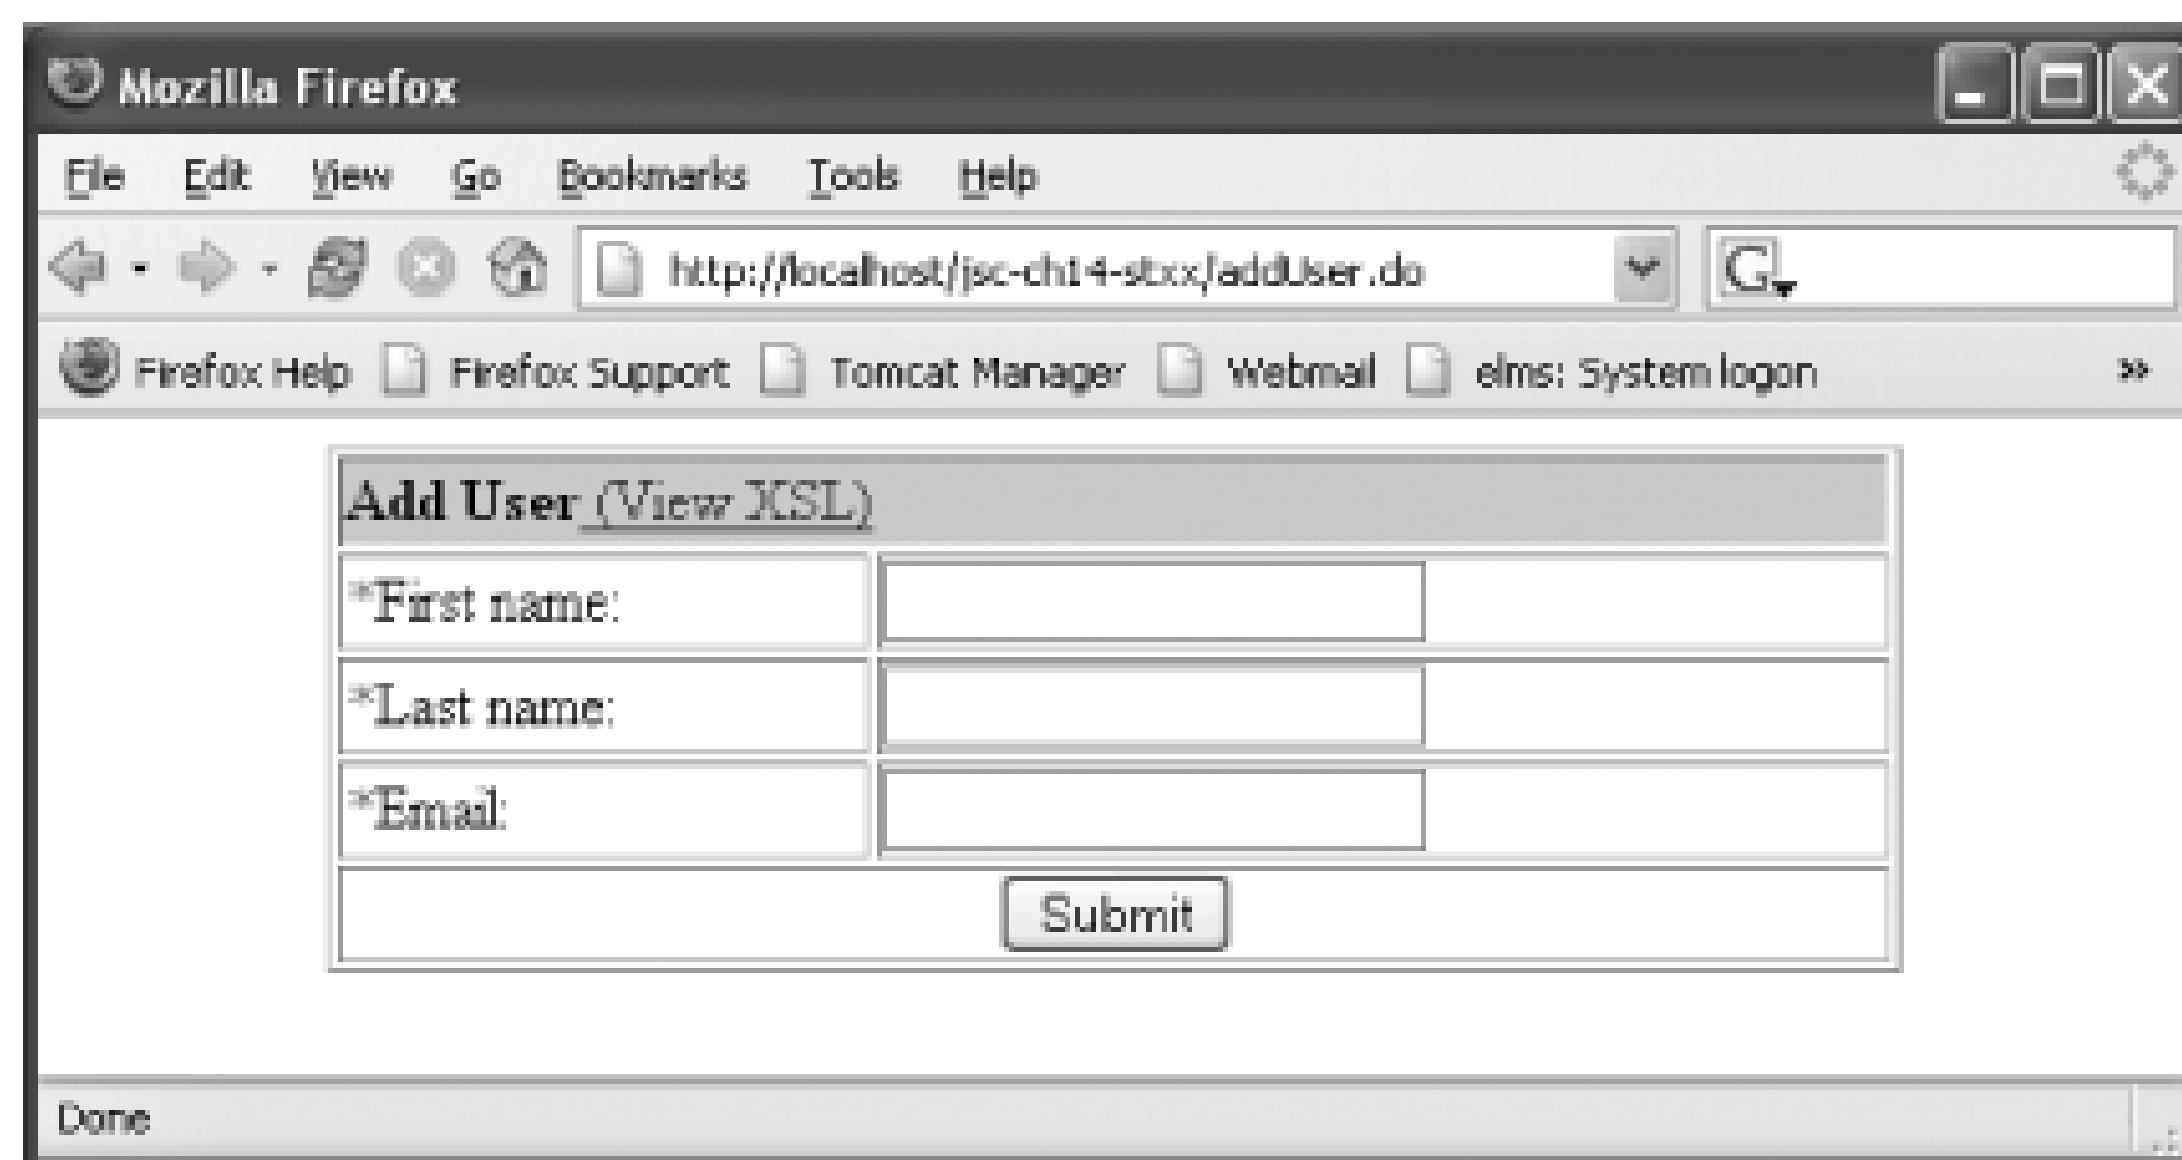 Mozilla Firefox
File Edit View Go Bookmarks Tools Help
http://localhost/jsc-ch14-stxx/addUser.do G
Firefox Help Firefox Support Tomcat Manager Webmail elms: System logon »
Add User (View XSL)
*First name:
*Last name:
*Email:
Submit
Done